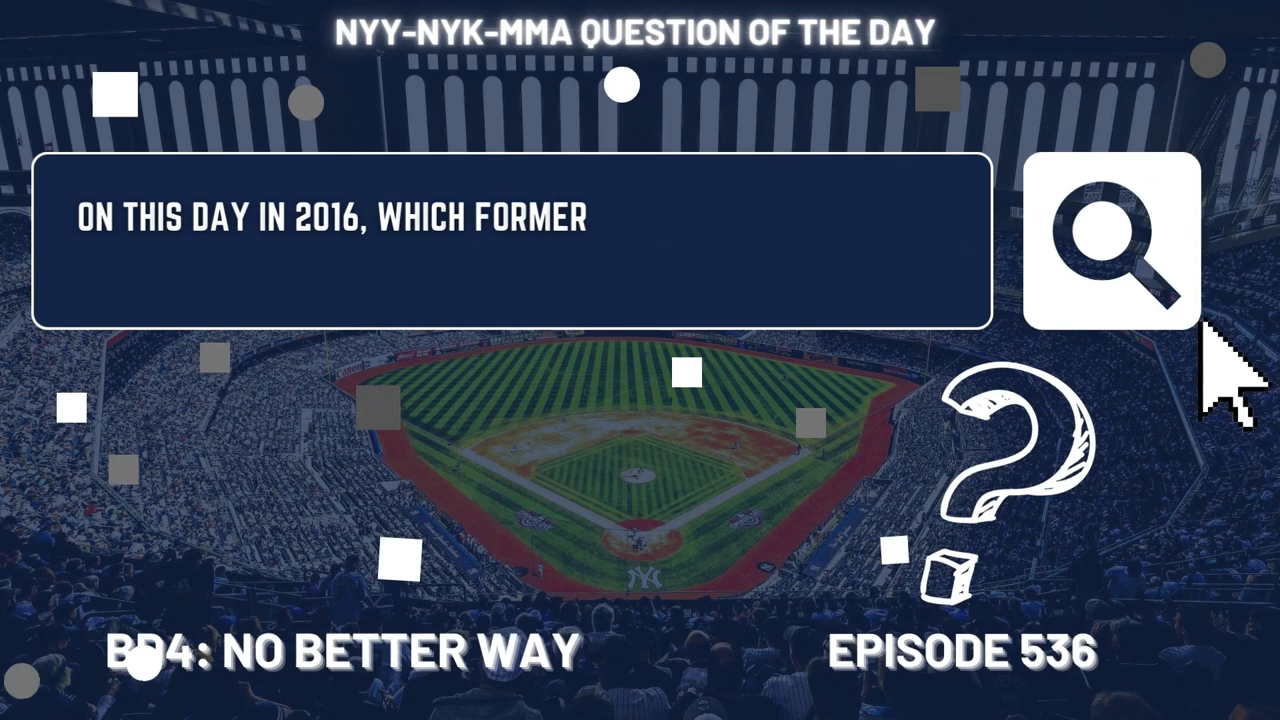 NYY-NYK-MMA QUESTION OF THE DAY
ON THIS DAY IN 2016, WHICH FORMER
BD4: NO BETTER WAY
EPISODE 536